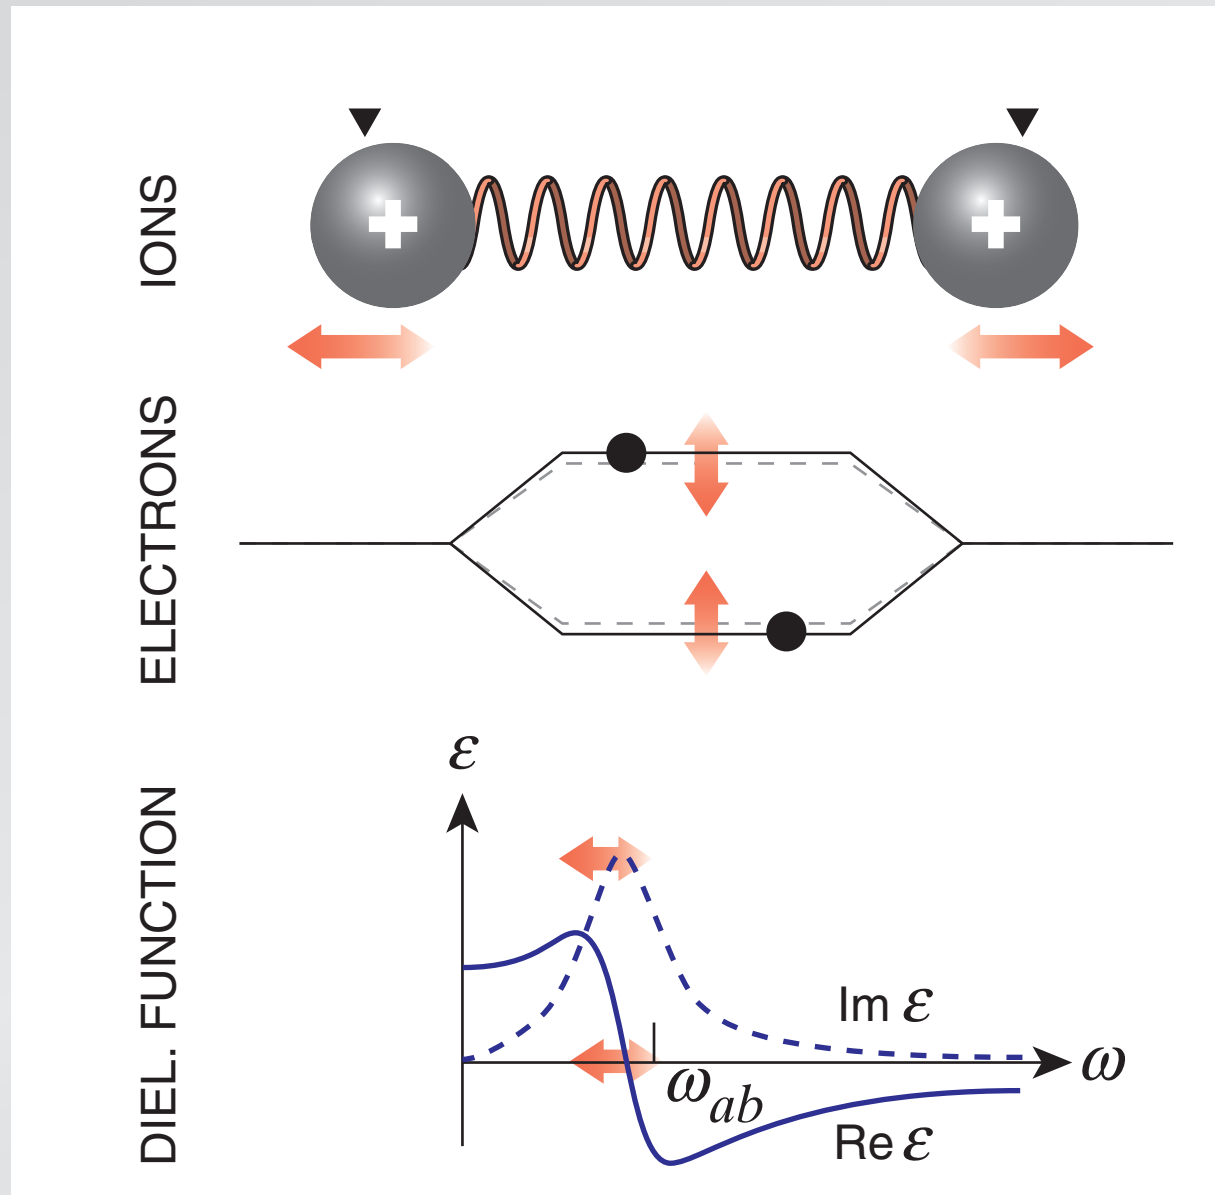 IONS
ELECTRONS
DIEL. FUNCTION
ε
Im ε
ω
ω_ab
Re ε